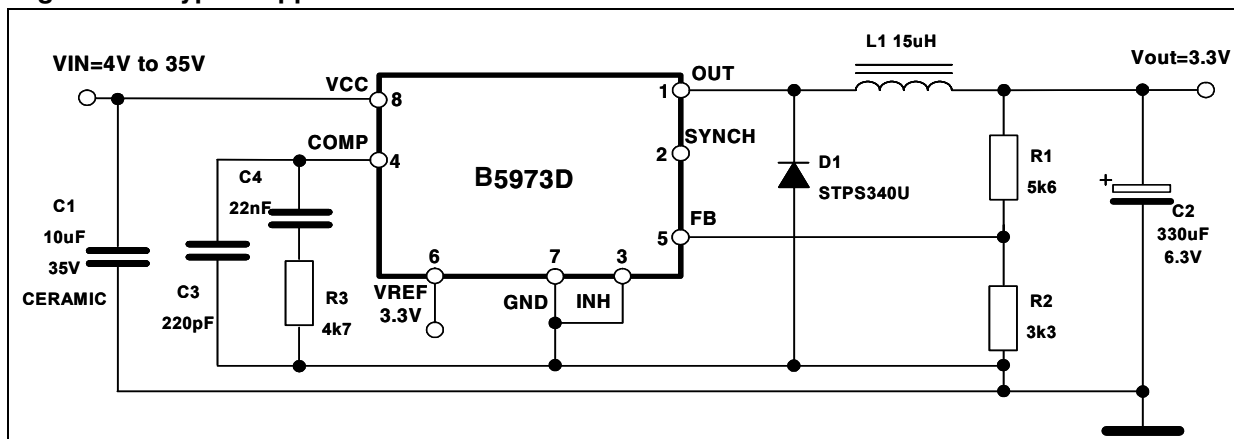 VIN=4V to 35V
VCC
8
COMP
4
C4
22nF
C1
10uF
35V
CERAMIC
C3
220pF
R3
4k7
B5973D
6
VREF
3.3V
7
GND
3
INH
OUT
1
SYNCH
2
FB
5
L1 15uH
D1
STPS340U
R1
5k6
R2
3k3
Vout=3.3V
+
C2
330uF
6.3V